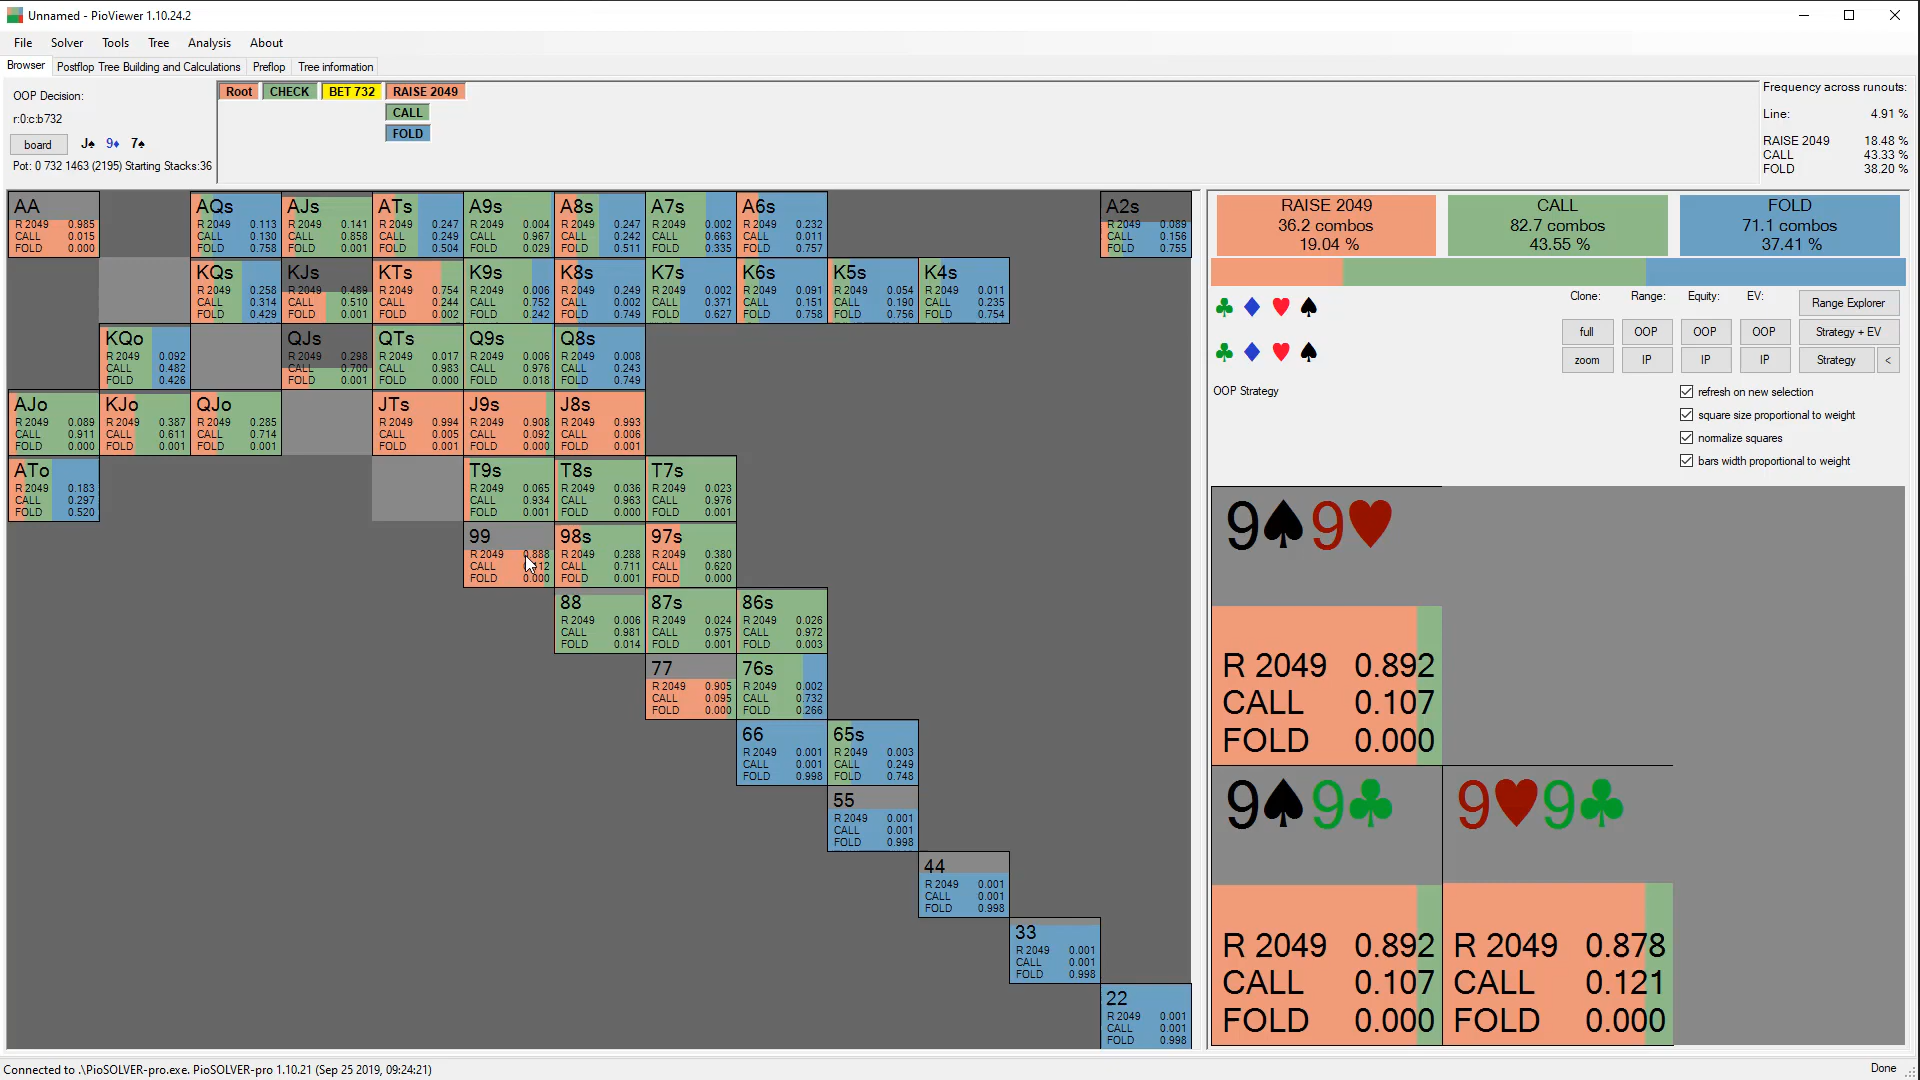 Unnamed - PioViewer 1.10.24.2
File Solver Tools Tree Analysis About
Browser Postflop Tree Building and Calculations Preflop Tree information
OOP Decision:
r:0:c:b732
board J♠ 9♦ 7♠
Pot: 0 732 1463 (2195) Starting Stacks:36
Root CHECK BET 732 RAISE 2049
CALL
FOLD
Frequency across runouts:
Line: 4.91 %
RAISE 2049 18.48 %
CALL 43.33 %
FOLD 38.20 %
AA AQs AJs ATs A9s A8s A7s A6s A2s
R 2049 0.985 R 2049 0.113 R 2049 0.141 R 2049 0.247 R 2049 0.004 R 2049 0.247 R 2049 0.002 R 2049 0.232 R 2049 0.089
CALL 0.015 CALL 0.130 CALL 0.858 CALL 0.249 CALL 0.967 CALL 0.242 CALL 0.663 CALL 0.011 CALL 0.156
FOLD 0.000 FOLD 0.758 FOLD 0.001 FOLD 0.504 FOLD 0.029 FOLD 0.511 FOLD 0.335 FOLD 0.757 FOLD 0.755
KQs KJs KTs K9s K8s K7s K6s K5s K4s
R 2049 0.258 R 2049 0.489 R 2049 0.754 R 2049 0.006 R 2049 0.249 R 2049 0.002 R 2049 0.091 R 2049 0.054 R 2049 0.011
CALL 0.314 CALL 0.510 CALL 0.244 CALL 0.752 CALL 0.002 CALL 0.371 CALL 0.151 CALL 0.190 CALL 0.235
FOLD 0.429 FOLD 0.001 FOLD 0.002 FOLD 0.242 FOLD 0.749 FOLD 0.627 FOLD 0.758 FOLD 0.756 FOLD 0.754
KQo QJs QTs Q9s Q8s
R 2049 0.092 R 2049 0.298 R 2049 0.017 R 2049 0.006 R 2049 0.008
CALL 0.482 CALL 0.700 CALL 0.983 CALL 0.976 CALL 0.243
FOLD 0.426 FOLD 0.001 FOLD 0.000 FOLD 0.018 FOLD 0.749
AJo KJo QJo JTs J9s J8s
R 2049 0.089 R 2049 0.387 R 2049 0.285 R 2049 0.994 R 2049 0.908 R 2049 0.993
CALL 0.911 CALL 0.611 CALL 0.714 CALL 0.005 CALL 0.092 CALL 0.006
FOLD 0.000 FOLD 0.001 FOLD 0.001 FOLD 0.001 FOLD 0.000 FOLD 0.001
ATo T9s T8s T7s
R 2049 0.183 R 2049 0.065 R 2049 0.036 R 2049 0.023
CALL 0.297 CALL 0.934 CALL 0.963 CALL 0.976
FOLD 0.520 FOLD 0.001 FOLD 0.000 FOLD 0.001
99 98s 97s
R 2049 0.888 R 2049 0.288 R 2049 0.380
CALL CALL 0.711 CALL 0.620
FOLD 0.000 FOLD 0.001 FOLD 0.000
88 87s 86s
R 2049 0.006 R 2049 0.024 R 2049 0.026
CALL 0.981 CALL 0.975 CALL 0.972
FOLD 0.014 FOLD 0.001 FOLD 0.003
77 76s
R 2049 0.905 R 2049 0.002
CALL 0.095 CALL 0.732
FOLD 0.000 FOLD 0.266
66 65s
R 2049 0.001 R 2049 0.003
CALL 0.001 CALL 0.249
FOLD 0.998 FOLD 0.748
55
R 2049 0.001
CALL 0.001
FOLD 0.998
44
R 2049 0.001
CALL 0.001
FOLD 0.998
33
R 2049 0.001
CALL 0.001
FOLD 0.998
22
R 2049 0.001
CALL 0.001
FOLD 0.998
RAISE 2049 CALL FOLD
36.2 combos 82.7 combos 71.1 combos
19.04 % 43.55 % 37.41 %
♣ ♦ ♥ ♠
♣ ♦ ♥ ♠
Clone: Range: Equity: EV: Range Explorer
full OOP OOP OOP Strategy + EV
zoom IP IP IP Strategy <
OOP Strategy
refresh on new selection
square size proportional to weight
nomalize squares
bars width proportional to weight
9♠9♥
R 2049 0.892
CALL 0.107
FOLD 0.000
9♠9♣ 9♥9♣
R 2049 0.892 R 2049 0.878
CALL 0.107 CALL 0.121
FOLD 0.000 FOLD 0.000
Connected to .\PioSOLVER-pro.exe. PioSOLVER-pro 1.10.21 (Sep 25 2019, 09:24:21)
Done